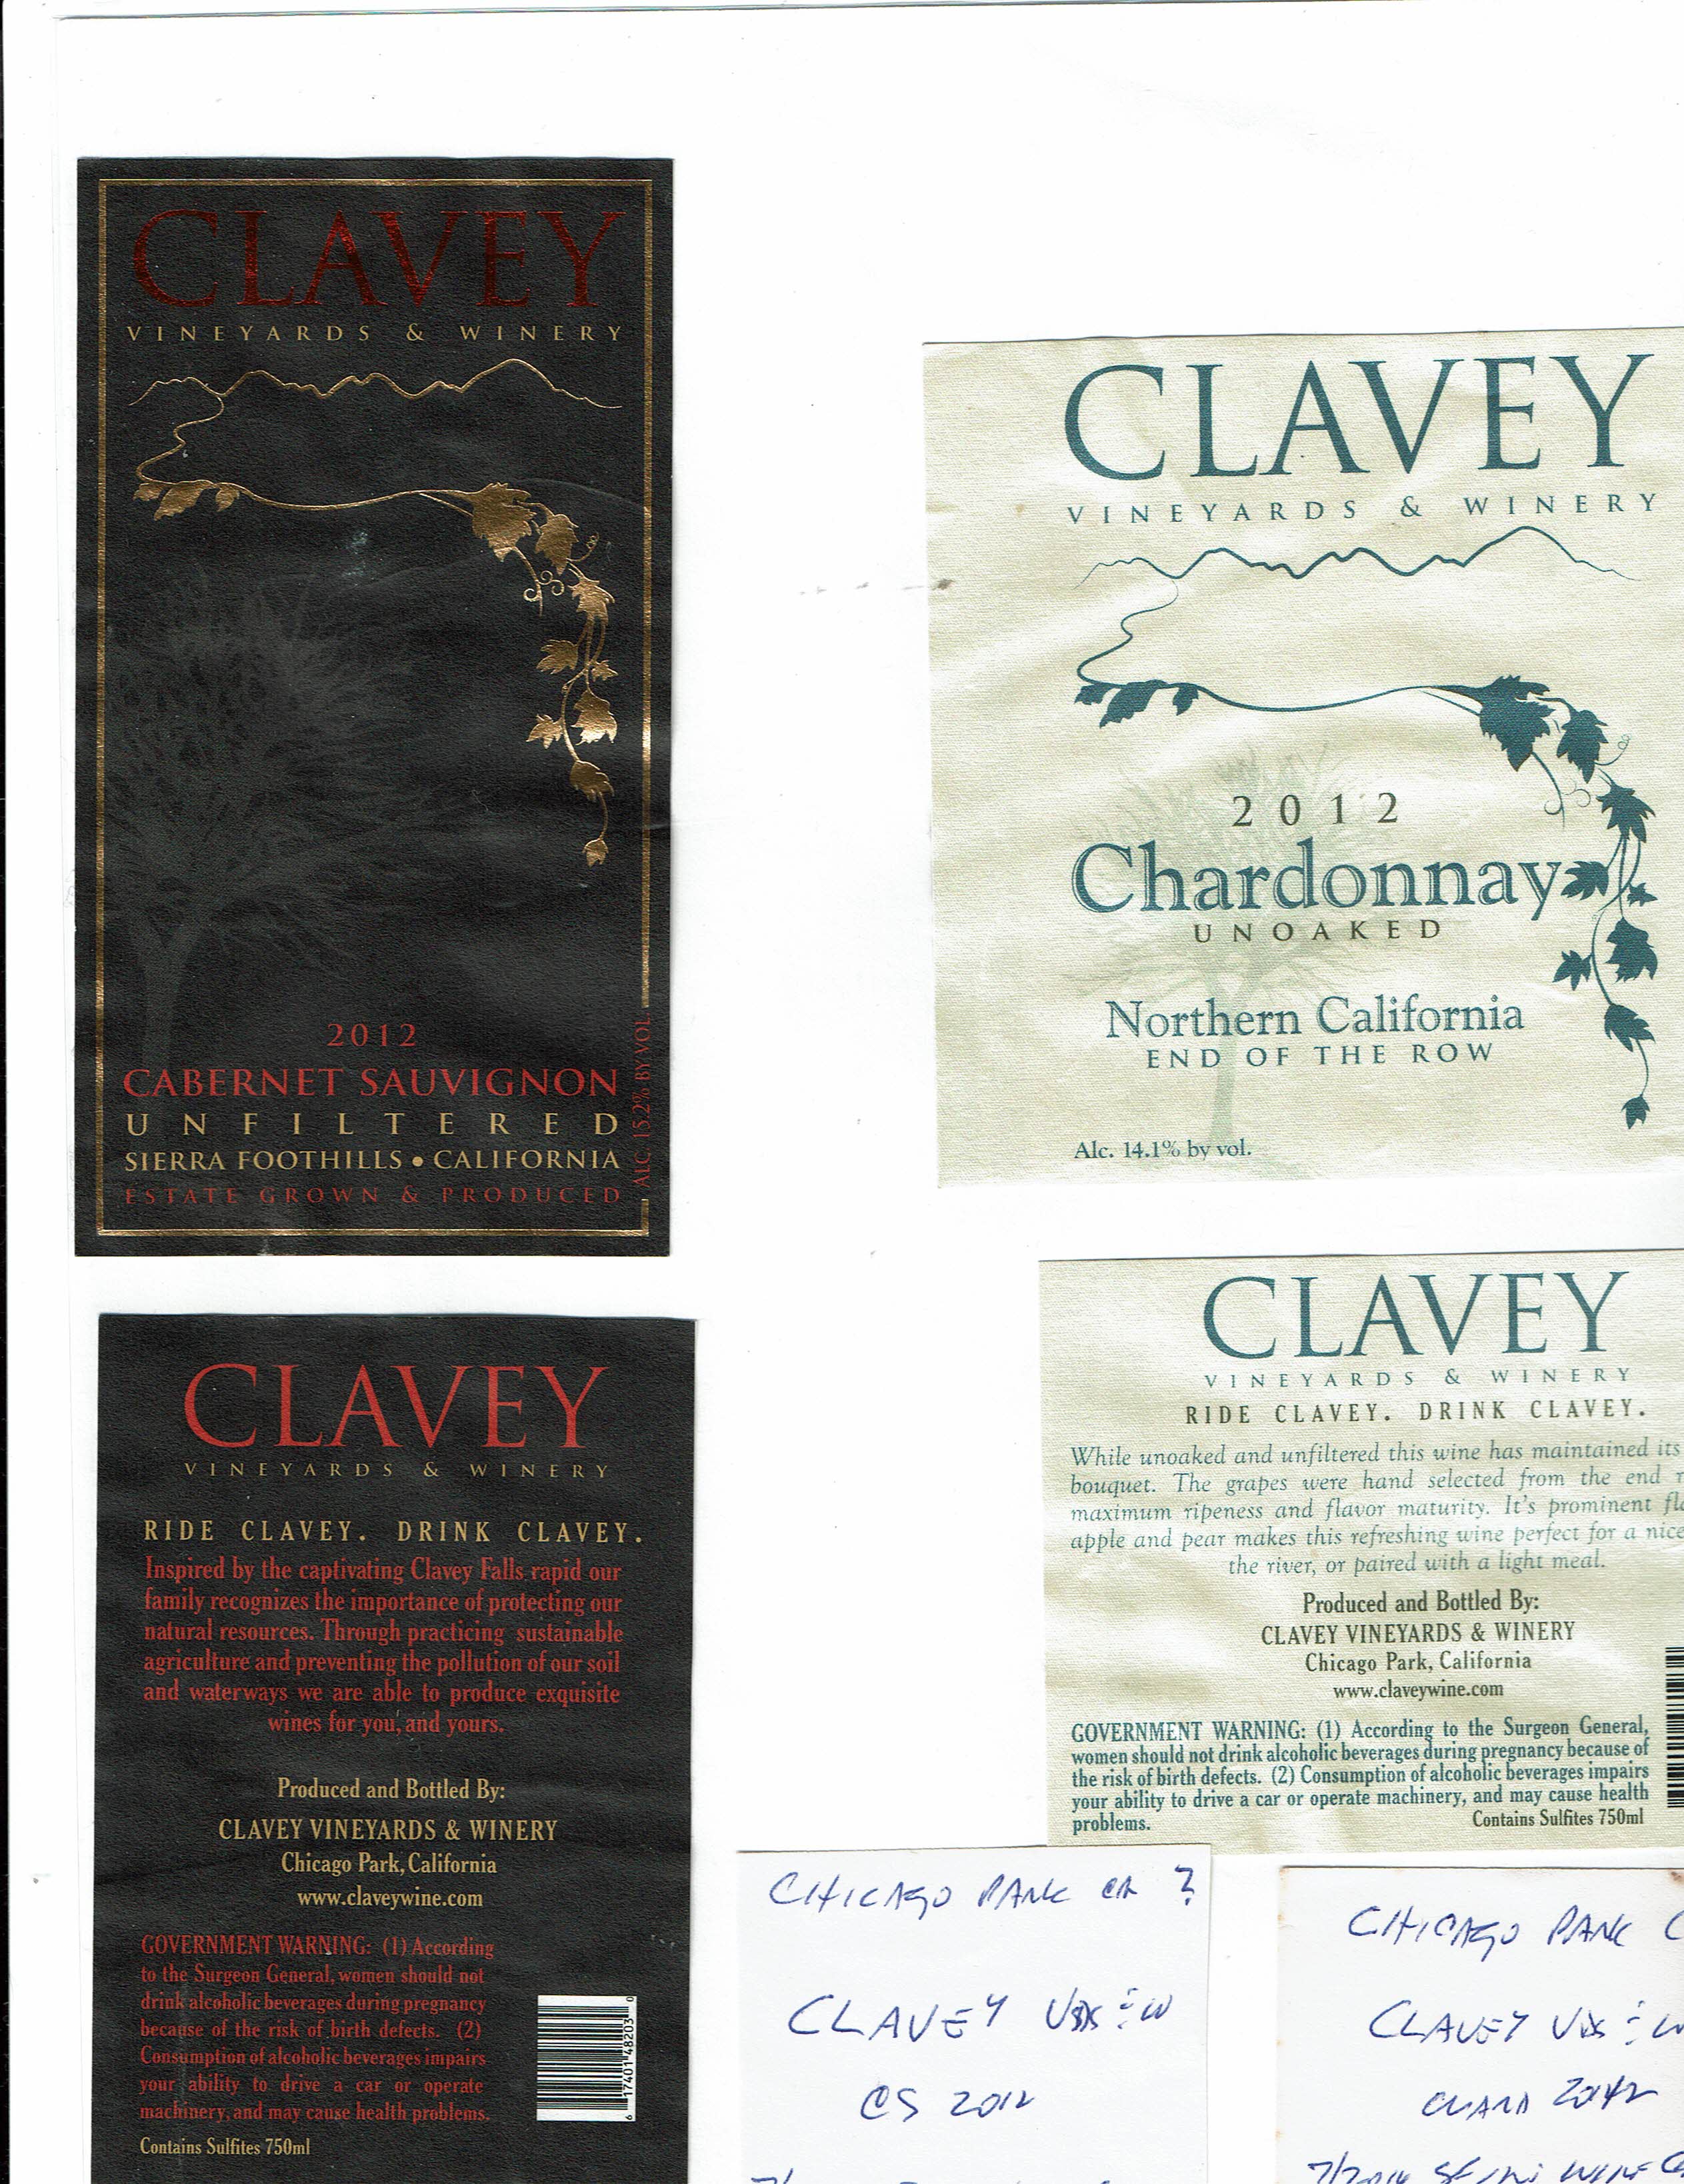 CLAVEY
VINEYARDS & WINERY
2012
CABERNET SAUVIGNON
UNFILTERED
SIERRA FOOTHILLS • CALIFORNIA
ESTATE GROWN & PRODUCED
ALC. 15.2% BY VOL.
CLAVEY
VINEYARDS & WINERY
2012
Chardonnay
UNOAKED
Northern California
END OF THE ROW
Alc. 14.1% by vol.
CLAVEY
VINEYARDS & WINERY
RIDE CLAVEY. DRINK CLAVEY.
Inspired by the captivating Clavey Falls rapid our
family recognizes the importance of protecting our
natural resources. Through practicing sustainable
agriculture and preventing the pollution of our soil
and waterways we are able to produce exquisite
wines for you, and yours.
Produced and Bottled By:
CLAVEY VINEYARDS & WINERY
Chicago Park, California
www.claveywine.com
GOVERNMENT WARNING: (1) According
to the Surgeon General, women should not
drink alcoholic beverages during pregnancy
because of the risk of birth defects. (2)
Consumption of alcoholic beverages impairs
your ability to drive a car or operate
machinery, and may cause health problems.
Contains Sulfites 750ml
6 17401 48203 0
CLAVEY
VINEYARDS & WINERY
RIDE CLAVEY. DRINK CLAVEY.
While unoaked and unfiltered this wine has maintained its
bouquet. The grapes were hand selected from the end
maximum ripeness and flavor maturity. It's prominent
apple and pear makes this refreshing wine perfect for a nice
the river, or paired with a light meal.
Produced and Bottled By:
CLAVEY VINEYARDS & WINERY
Chicago Park, California
www.claveywine.com
GOVERNMENT WARNING: (1) According to the Surgeon General,
women should not drink alcoholic beverages during pregnancy because of
the risk of birth defects. (2) Consumption of alcoholic beverages impairs
your ability to drive a car or operate machinery, and may cause health
problems.
Contains Sulfites 750ml
CHICAGO PARK CA ?
CLAVEY
CS 2012
CHICAGO PARK
CLAVEY